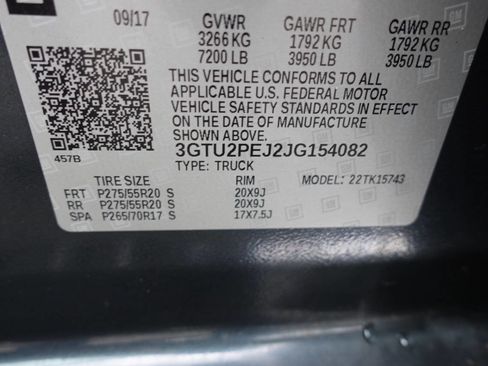 09/17 GVWR GAWR FRT GAWR RR
3266 KG 1792 KG 1792 KG
7200 LB 3950 LB 3950 LB
THIS VEHICLE CONFORMS TO ALL
APPLICABLE U.S. FEDERAL MOTOR
VEHICLE SAFETY STANDARDS IN EFFECT
ON THE DATE OF MANUFACTURE
SHOWN ABOVE.
457B 3GTU2PEJ2JG154082
TYPE: TRUCK
TIRE SIZE RIM MODEL: 22TK15743
FRT P275/55R20 S 20X9J
RR P275/55R20 S 20X9J
SPA P265/70R17 S 17X7.5J
GM